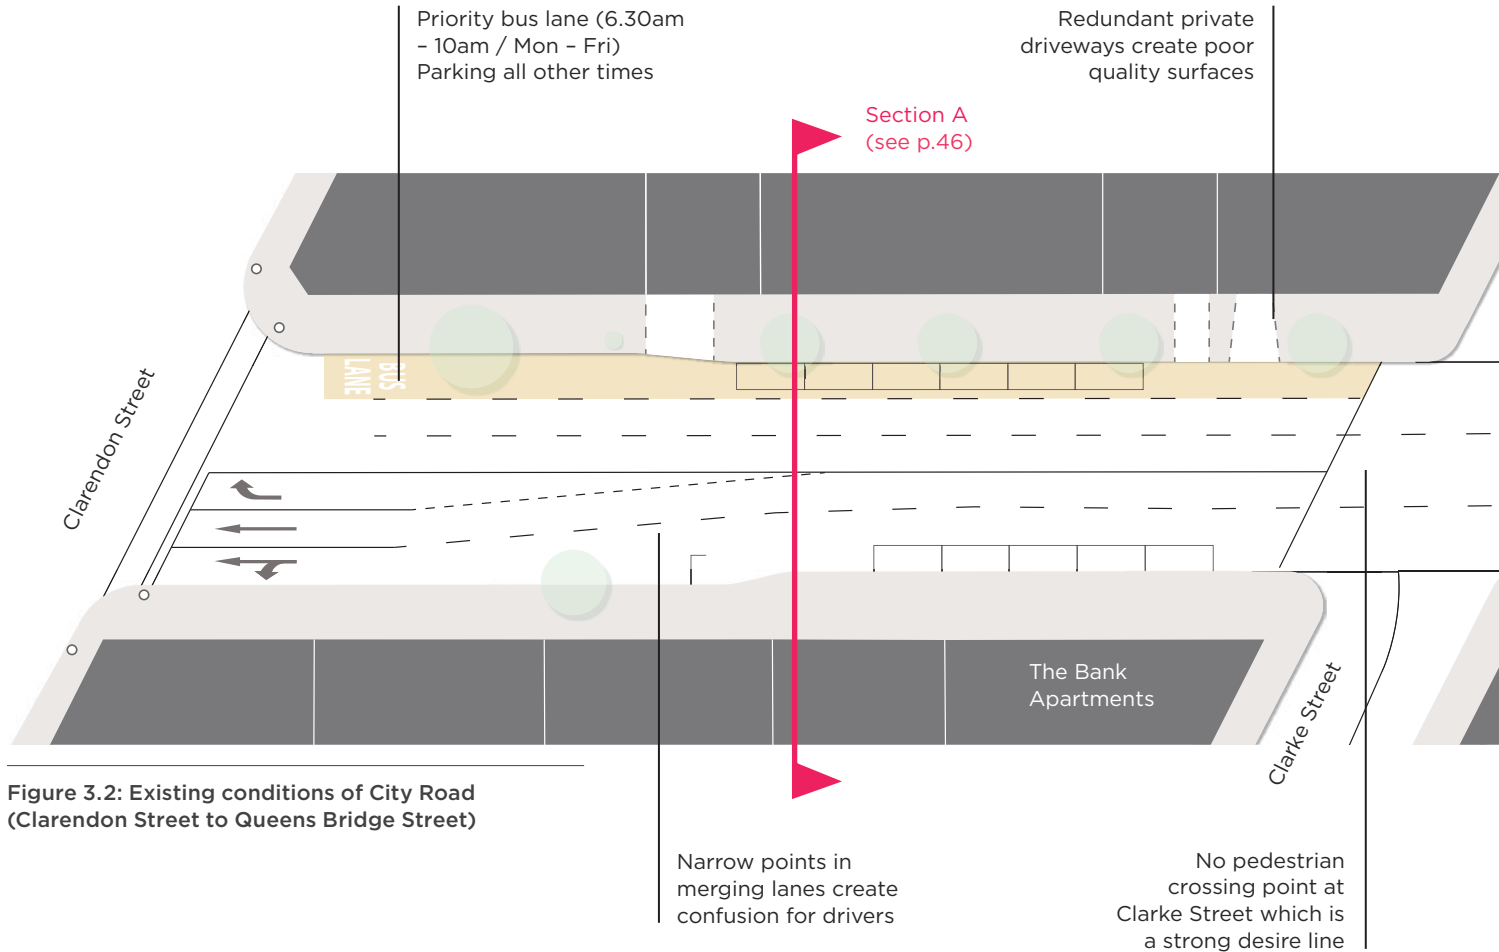 Priority bus lane (6.30am
– 10am / Mon – Fri)
Parking all other times
Redundant private
driveways create poor
quality surfaces
Section A
(see p.46)
BUS
LANE
Clarendon Street
The Bank
Apartments
Clarke Street
Figure 3.2: Existing conditions of City Road
(Clarendon Street to Queens Bridge Street)
Narrow points in
merging lanes create
confusion for drivers
No pedestrian
crossing point at
Clarke Street which is
a strong desire line